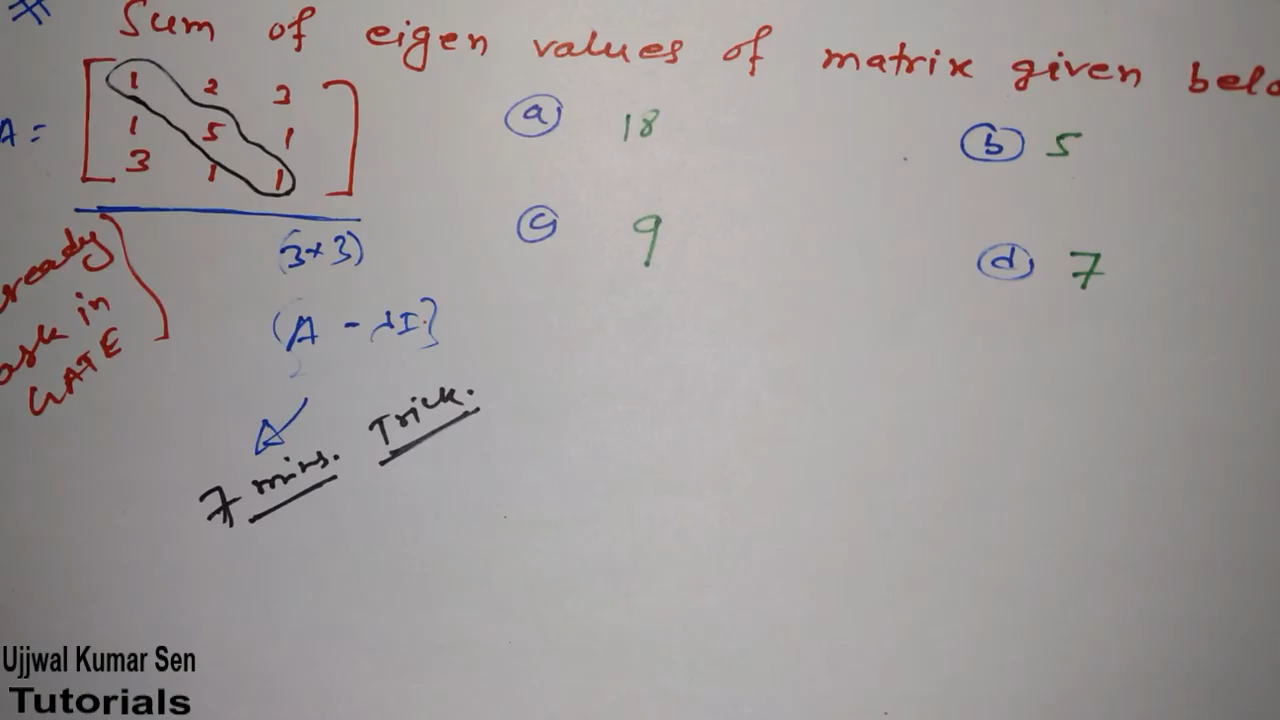 * Sum of eigen values of matrix given belo
A = [ 1 2 3
1 5 1
3 1 1 ]
(3×3)
(A - λI}
ready
ask in
GATE
7 mins. Trick.
a 18
b 5
c 9
d 7
Ujjwal Kumar Sen
Tutorials